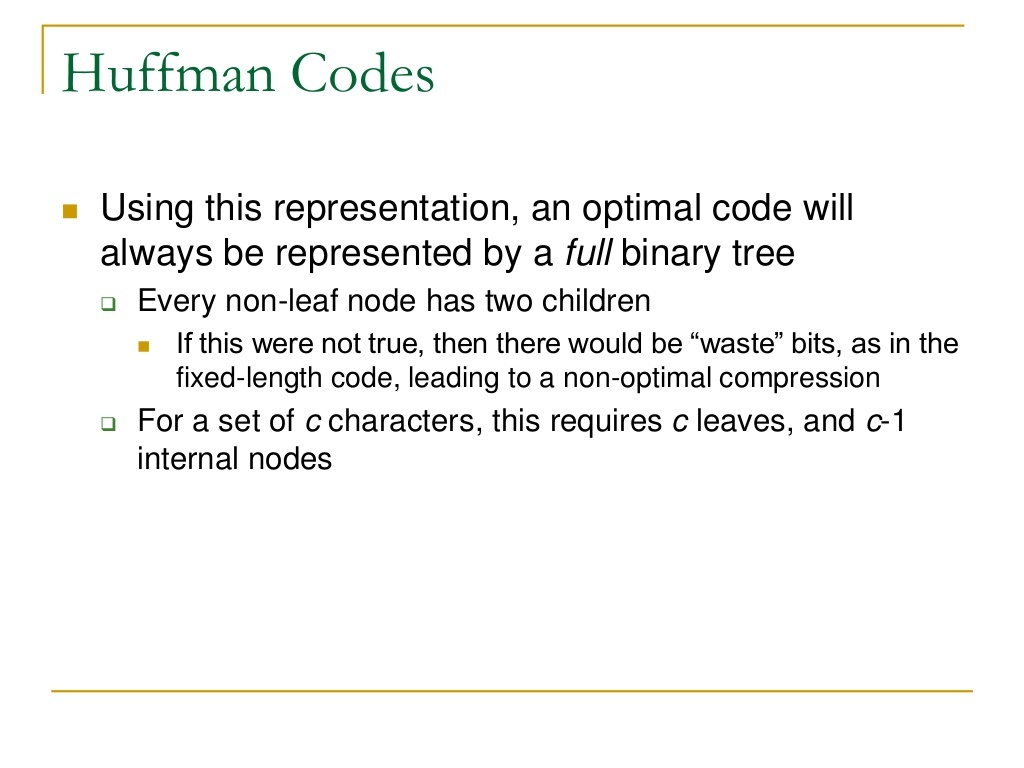 Huffman Codes
Using this representation, an optimal code will
always be represented by a full binary tree
Every non-leaf node has two children
If this were not true, then there would be “waste” bits, as in the
fixed-length code, leading to a non-optimal compression
For a set of c characters, this requires c leaves, and c-1
internal nodes